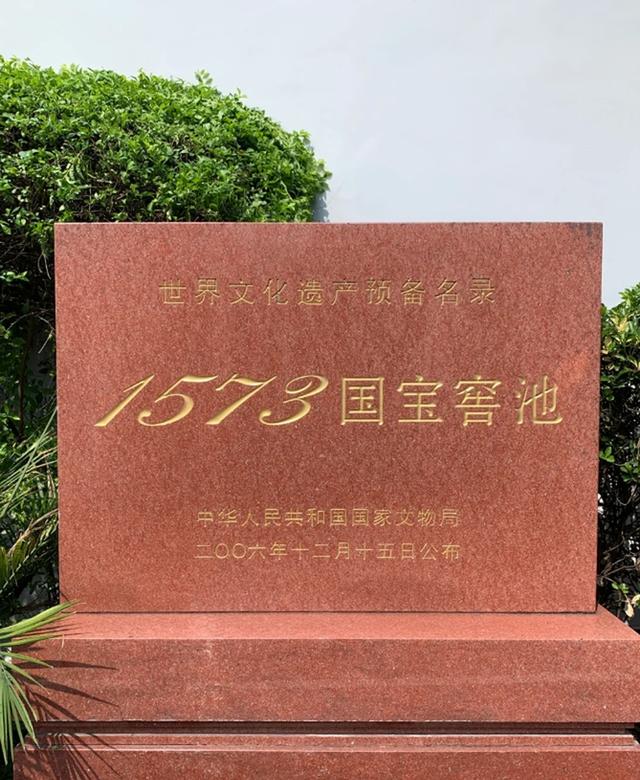 世界文化遗产预备名录
1573国宝窖池
中华人民共和国国家文物局
二〇〇六年十二月十五日公布